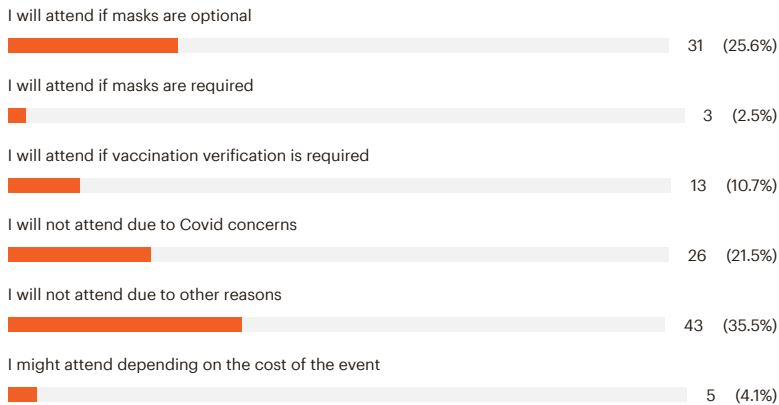 I will attend if masks are optional
31 (25.6%)
I will attend if masks are required
3 (2.5%)
I will attend if vaccination verification is required
13 (10.7%)
I will not attend due to Covid concerns
26 (21.5%)
I will not attend due to other reasons
43 (35.5%)
I might attend depending on the cost of the event
5 (4.1%)